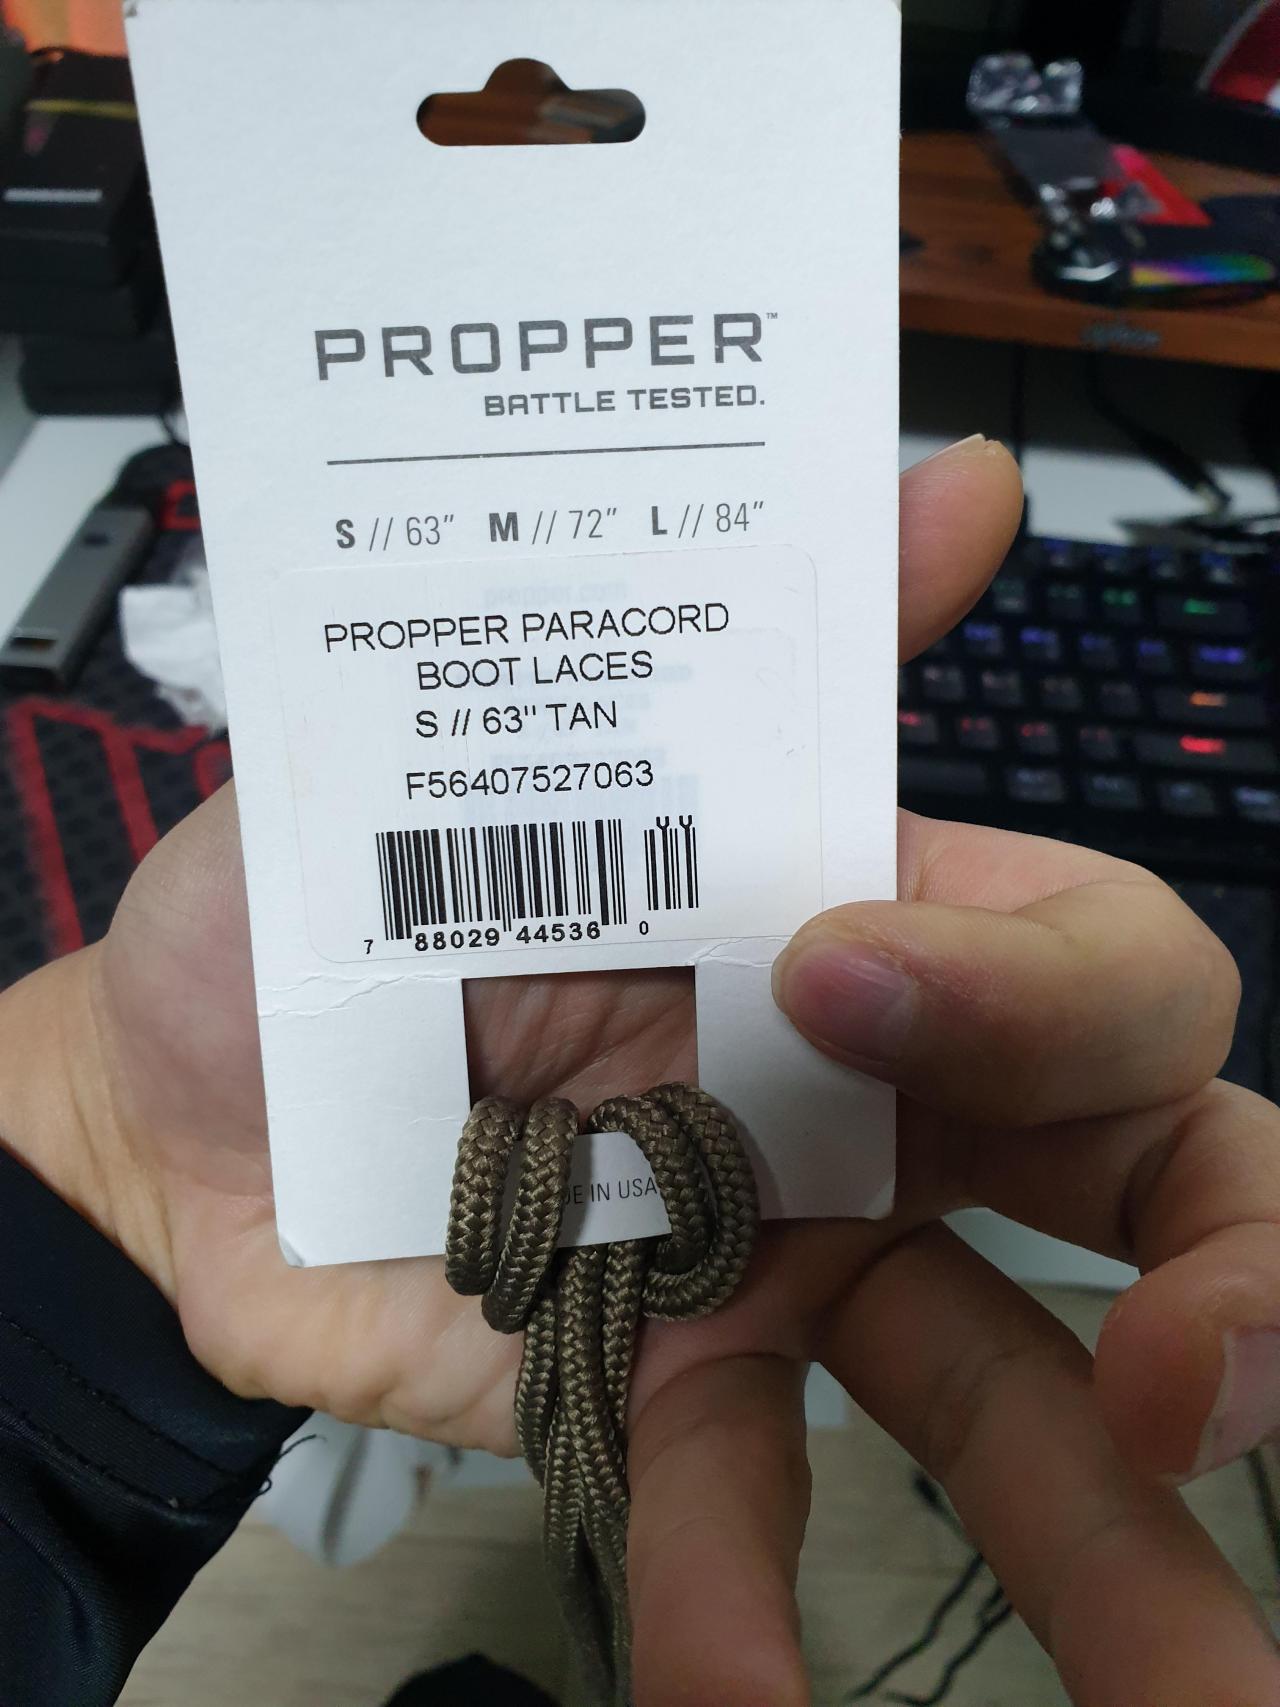 PROPPER™
BATTLE TESTED.
S // 63" M // 72" L // 84"
PROPPER PARACORD
BOOT LACES
S // 63" TAN
F56407527063
7 88029 44536 0
IN USA